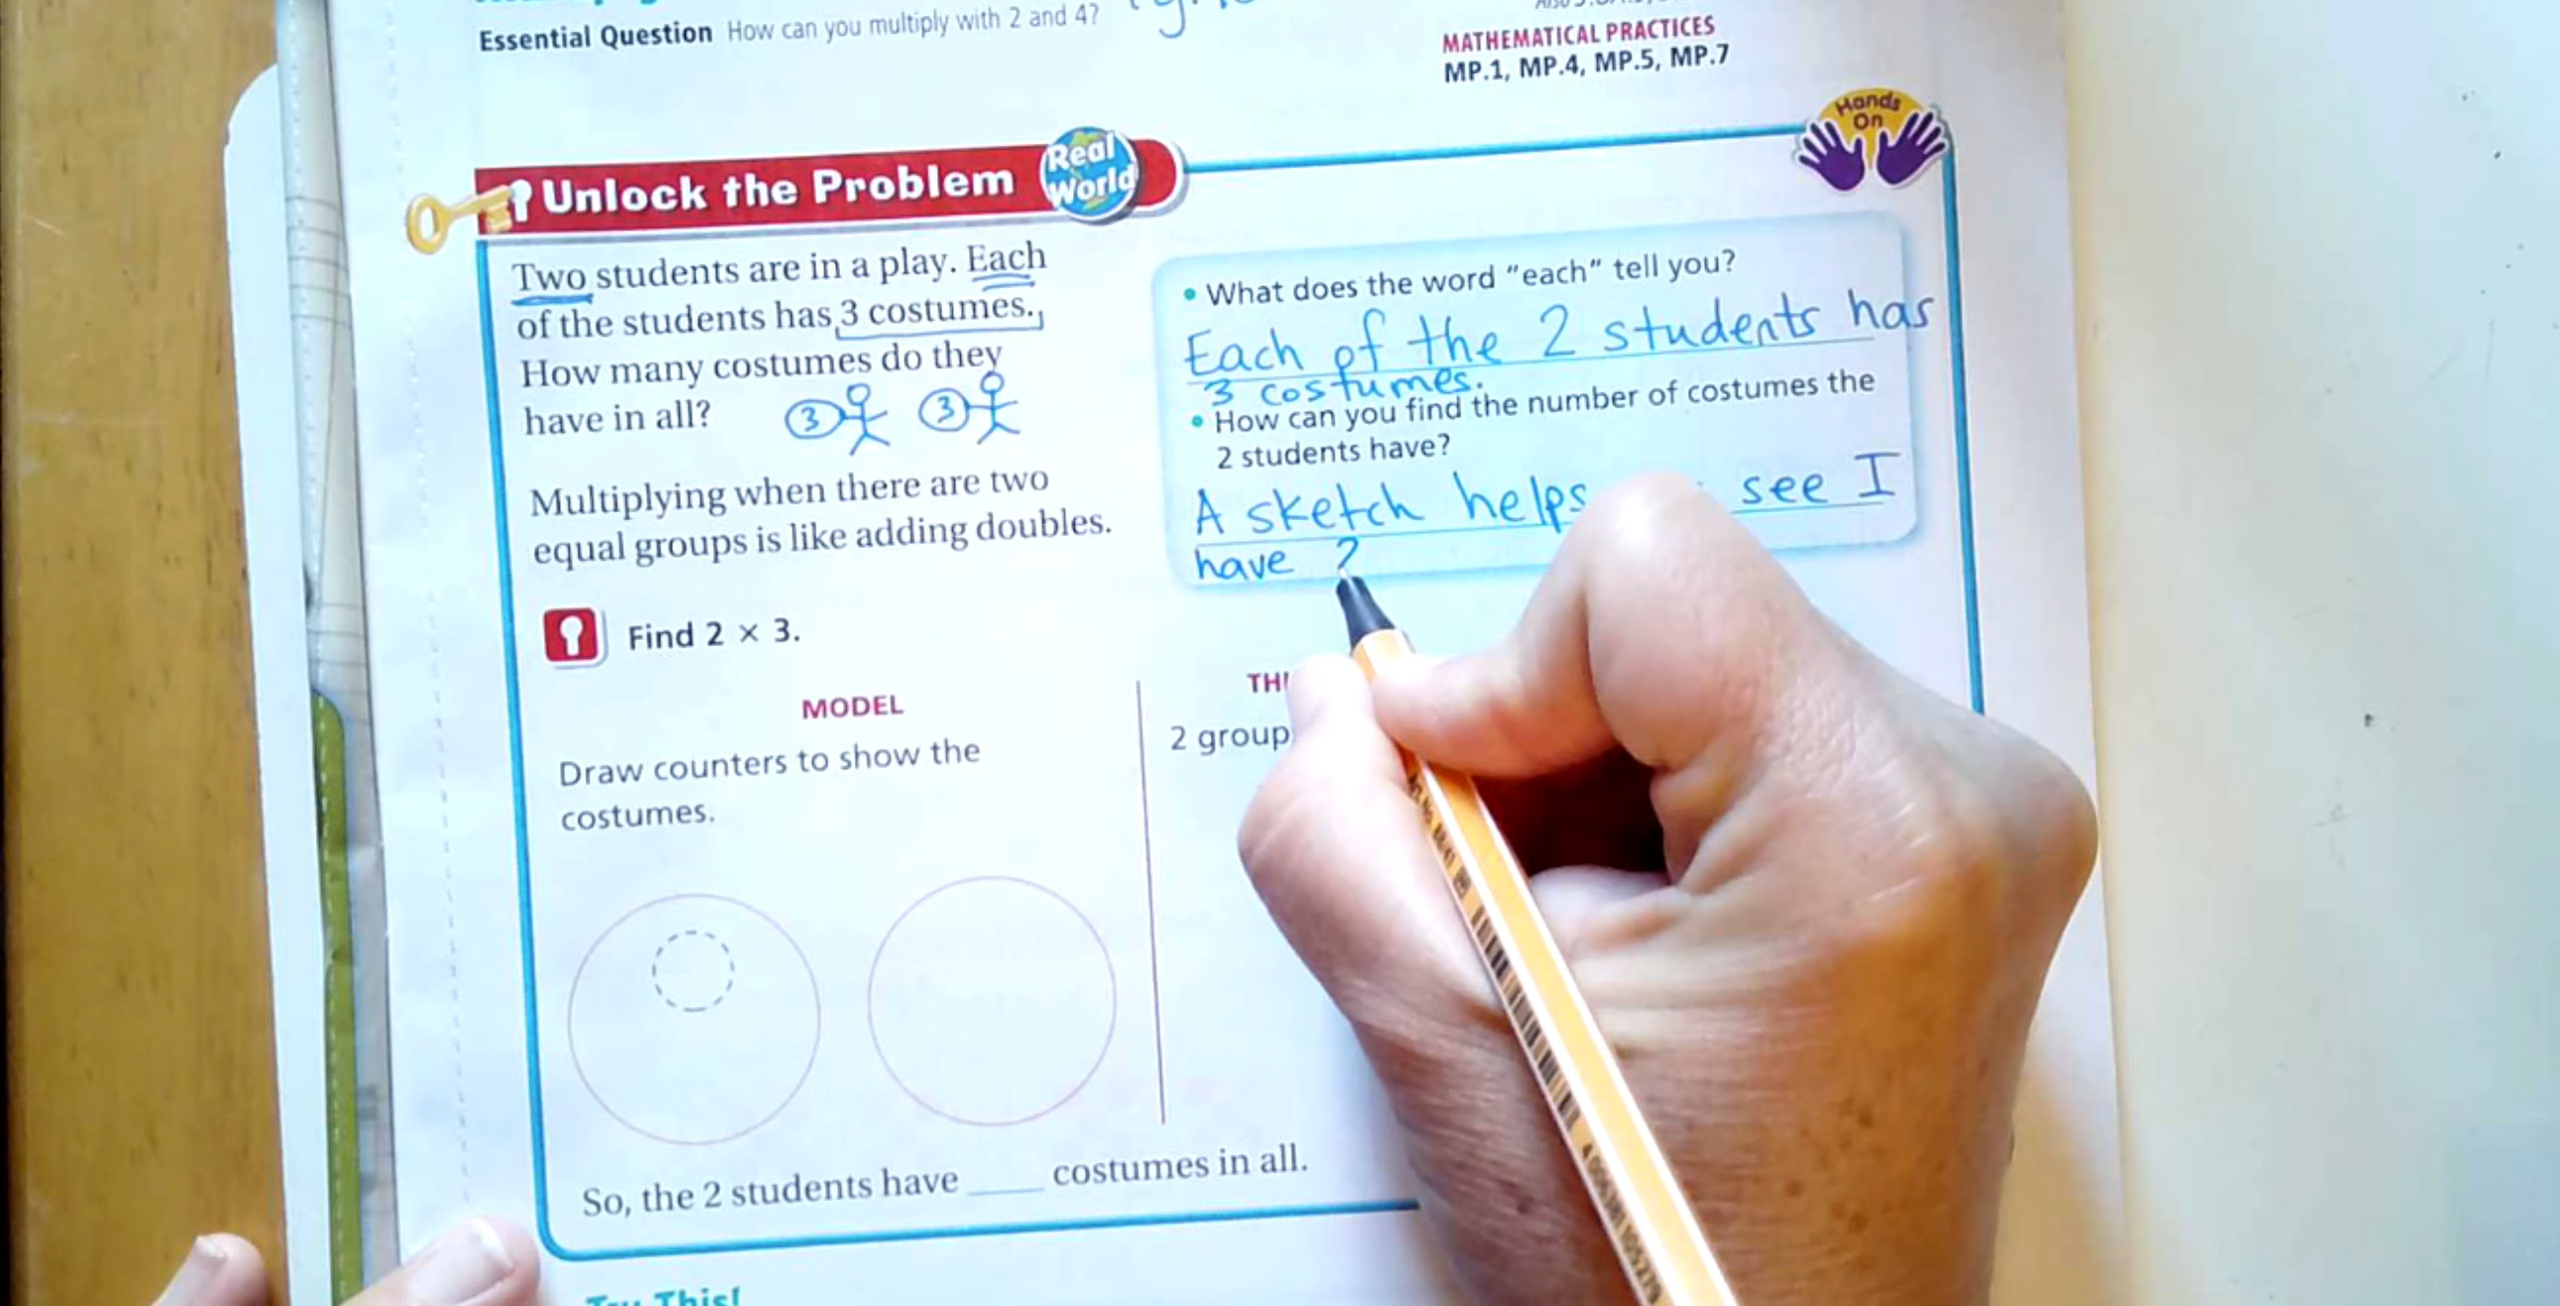 Essential Question How can you multiply with 2 and 4?
MATHEMATICAL PRACTICES
MP.1, MP.4, MP.5, MP.7
Hands
On
Unlock the Problem
Real
World
Two students are in a play. Each
of the students has 3 costumes.
How many costumes do they
have in all?
3 3
Multiplying when there are two
equal groups is like adding doubles.
• What does the word "each" tell you?
Each of the 2 students has
3 costumes.
• How can you find the number of costumes the
2 students have?
A sketch helps see I
have 2
Find 2 × 3.
MODEL
Draw counters to show the
costumes.
2 group
So, the 2 students have ____ costumes in all.
Try This!